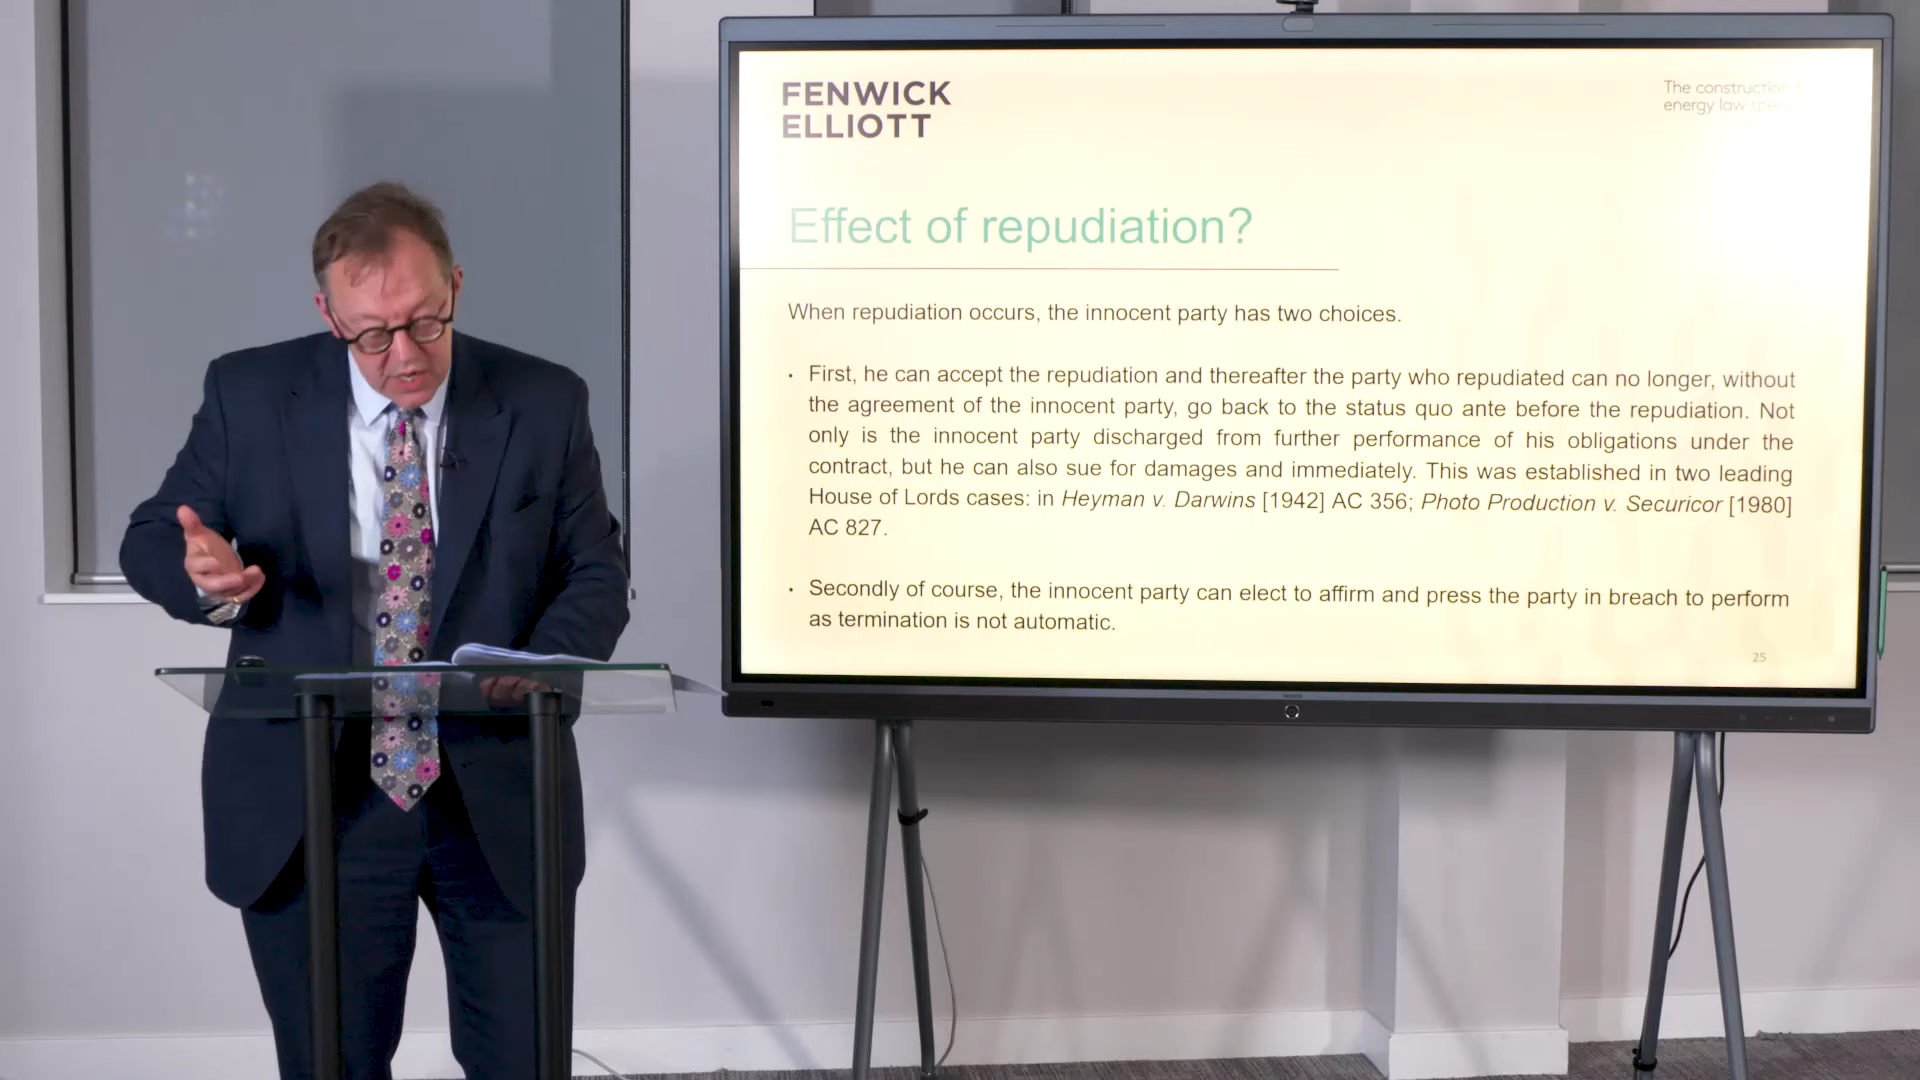 FENWICK
ELLIOTT
The construction
energy law
Effect of repudiation?
When repudiation occurs, the innocent party has two choices.
· First, he can accept the repudiation and thereafter the party who repudiated can no longer, without
the agreement of the innocent party, go back to the status quo ante before the repudiation. Not
only is the innocent party discharged from further performance of his obligations under the
contract, but he can also sue for damages and immediately. This was established in two leading
House of Lords cases: in Heyman v. Darwins [1942] AC 356; Photo Production v. Securicor [1980]
AC 827.
· Secondly of course, the innocent party can elect to affirm and press the party in breach to perform
as termination is not automatic.
25